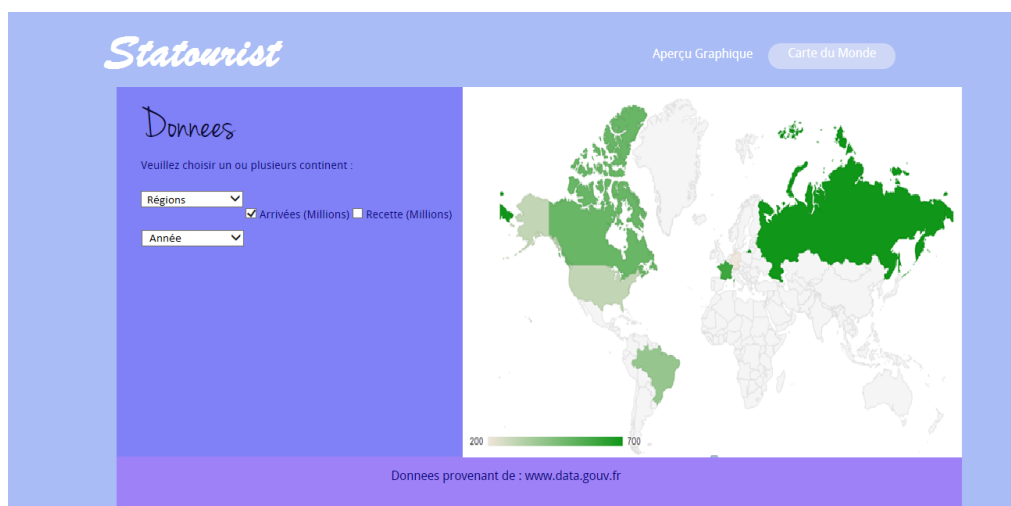 Statourist
Aperçu Graphique
Carte du Monde
Donnees
Veuillez choisir un ou plusieurs continent :
Régions
Arrivées (Millions) Recette (Millions)
Année
200 700
Donnees provenant de : www.data.gouv.fr